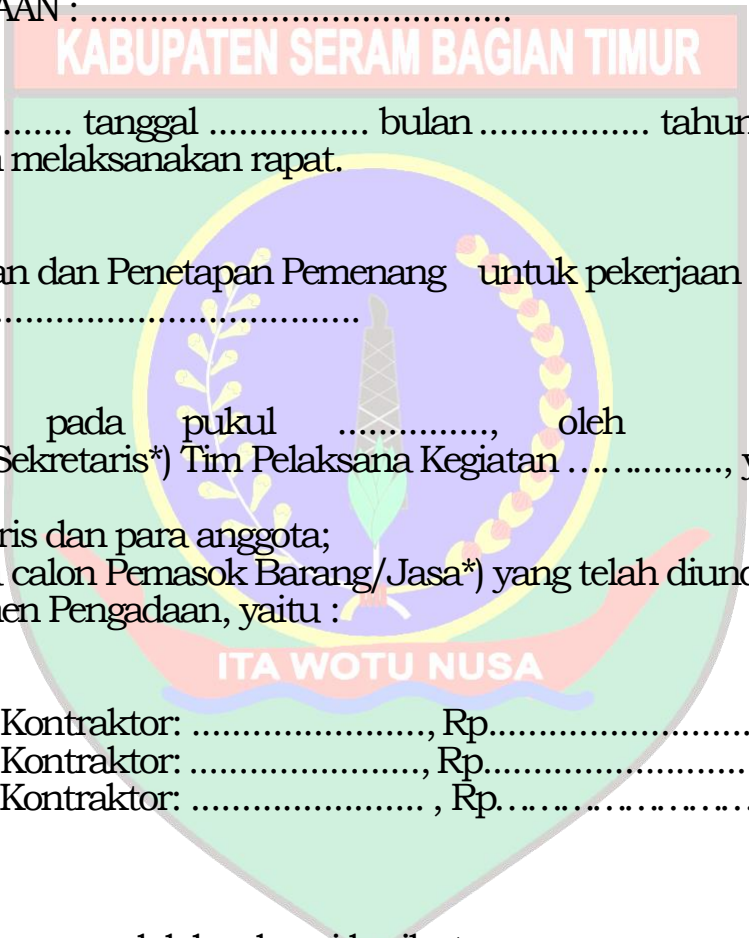 AAN : ..........................................
KABUPATEN SERAM BAGIAN TIMUR
....... tanggal ................ bulan ................. tahun
melaksanakan rapat.
an dan Penetapan Pemenang untuk pekerjaan
....................................
pada pukul ..............., oleh
Sekretaris*) Tim Pelaksana Kegiatan ..............,
ris dan para anggota;
calon Pemasok Barang/Jasa*) yang telah diund
en Pengadaan, yaitu :
ITA WOTU NUSA
Kontraktor: ......................., Rp............................
Kontraktor: ........................., Rp...........................
Kontraktor: ....................... , Rp...........................